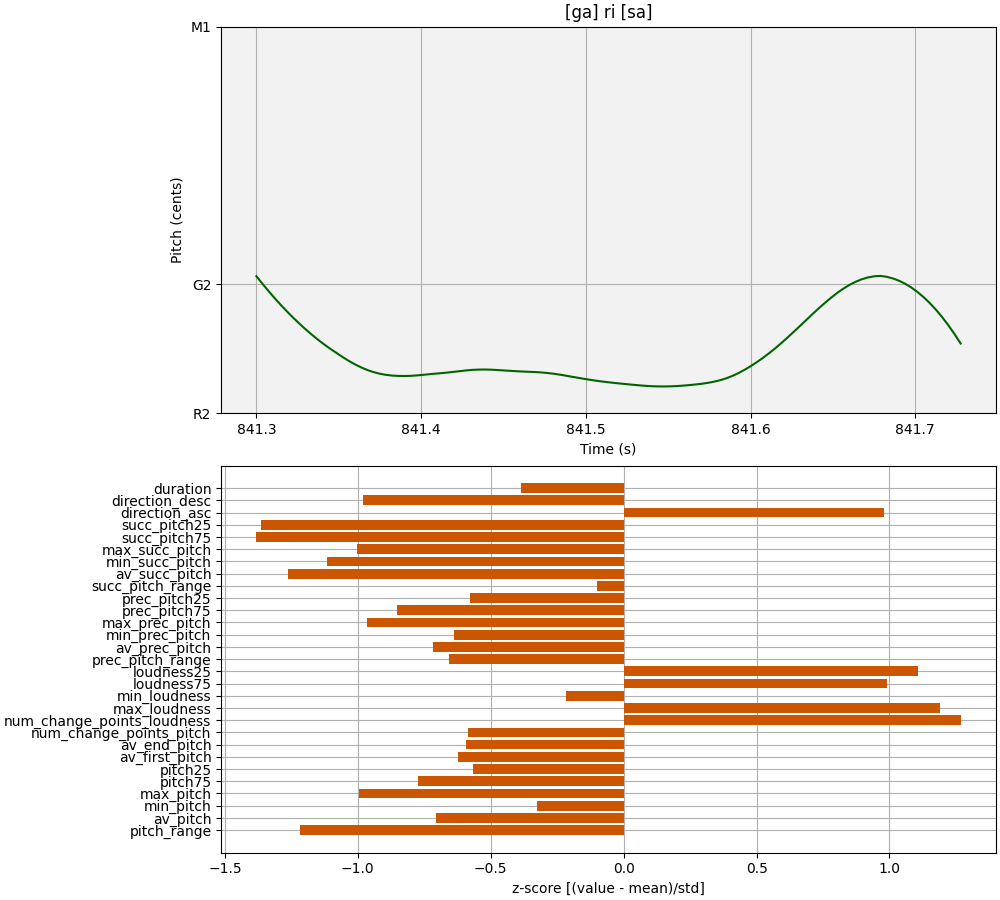 [ga] ri [sa]
M1
G2
R2
Pitch (cents)
841.3 841.4 841.5 841.6 841.7
Time (s)
duration
direction_desc
direction_asc
succ_pitch25
succ_pitch75
max_succ_pitch
min_succ_pitch
av_succ_pitch
succ_pitch_range
prec_pitch25
prec_pitch75
max_prec_pitch
min_prec_pitch
av_prec_pitch
prec_pitch_range
loudness25
loudness75
min_loudness
max_loudness
num_change_points_loudness
num_change_points_pitch
av_end_pitch
av_first_pitch
pitch25
pitch75
max_pitch
min_pitch
av_pitch
pitch_range
−1.5 −1.0 −0.5 0.0 0.5 1.0
z-score [(value - mean)/std]